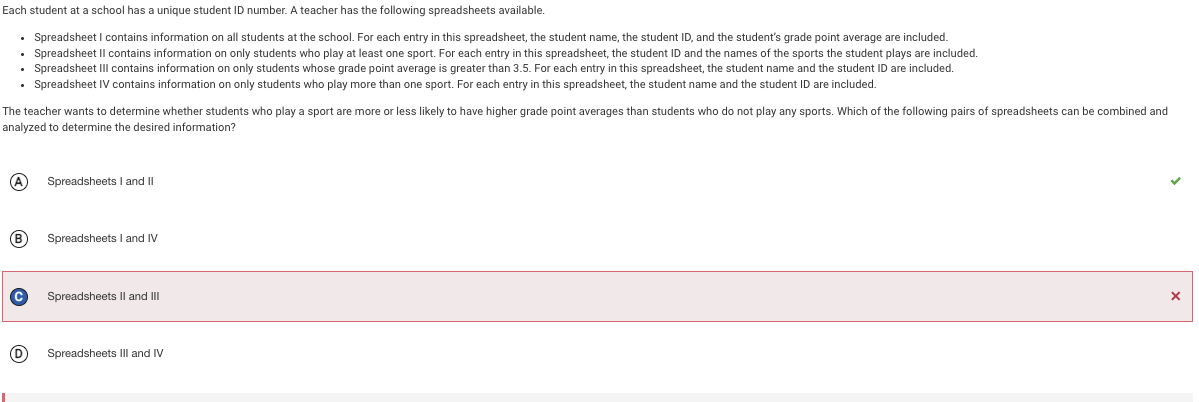 Each student at a school has a unique student ID number. A teacher has the following spreadsheets available.
• Spreadsheet I contains information on all students at the school. For each entry in this spreadsheet, the student name, the student ID, and the student's grade point average are included.
• Spreadsheet II contains information on only students who play at least one sport. For each entry in this spreadsheet, the student ID and the names of the sports the student plays are included.
• Spreadsheet III contains information on only students whose grade point average is greater than 3.5. For each entry in this spreadsheet, the student name and the student ID are included.
• Spreadsheet IV contains information on only students who play more than one sport. For each entry in this spreadsheet, the student name and the student ID are included.
The teacher wants to determine whether students who play a sport are more or less likely to have higher grade point averages than students who do not play any sports. Which of the following pairs of spreadsheets can be combined and
analyzed to determine the desired information?
A Spreadsheets I and II
B Spreadsheets I and IV
C Spreadsheets II and III
D Spreadsheets III and IV